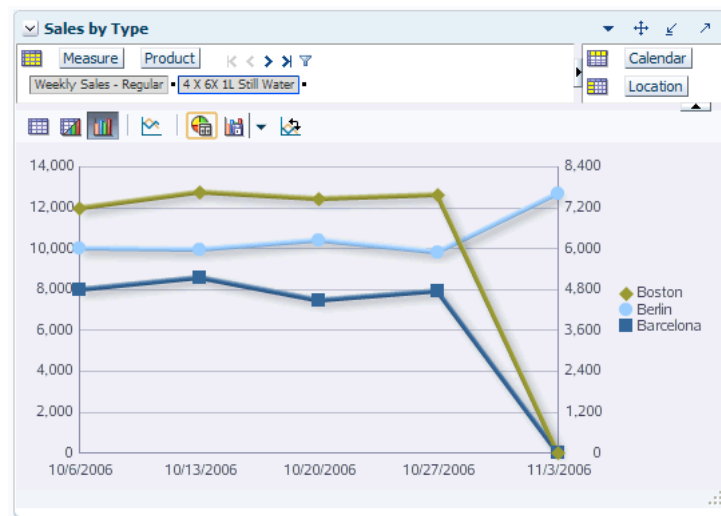 Sales by Type
Measure Product
Calendar
Weekly Sales - Regular 4 X 6X 1L Still Water
Location
14,000 8,400
12,000 7,200
10,000 6,000
8,000 4,800
6,000 3,600
4,000 2,400
2,000 1,200
0 0
Boston
Berlin
Barcelona
10/6/2006 10/13/2006 10/20/2006 10/27/2006 11/3/2006